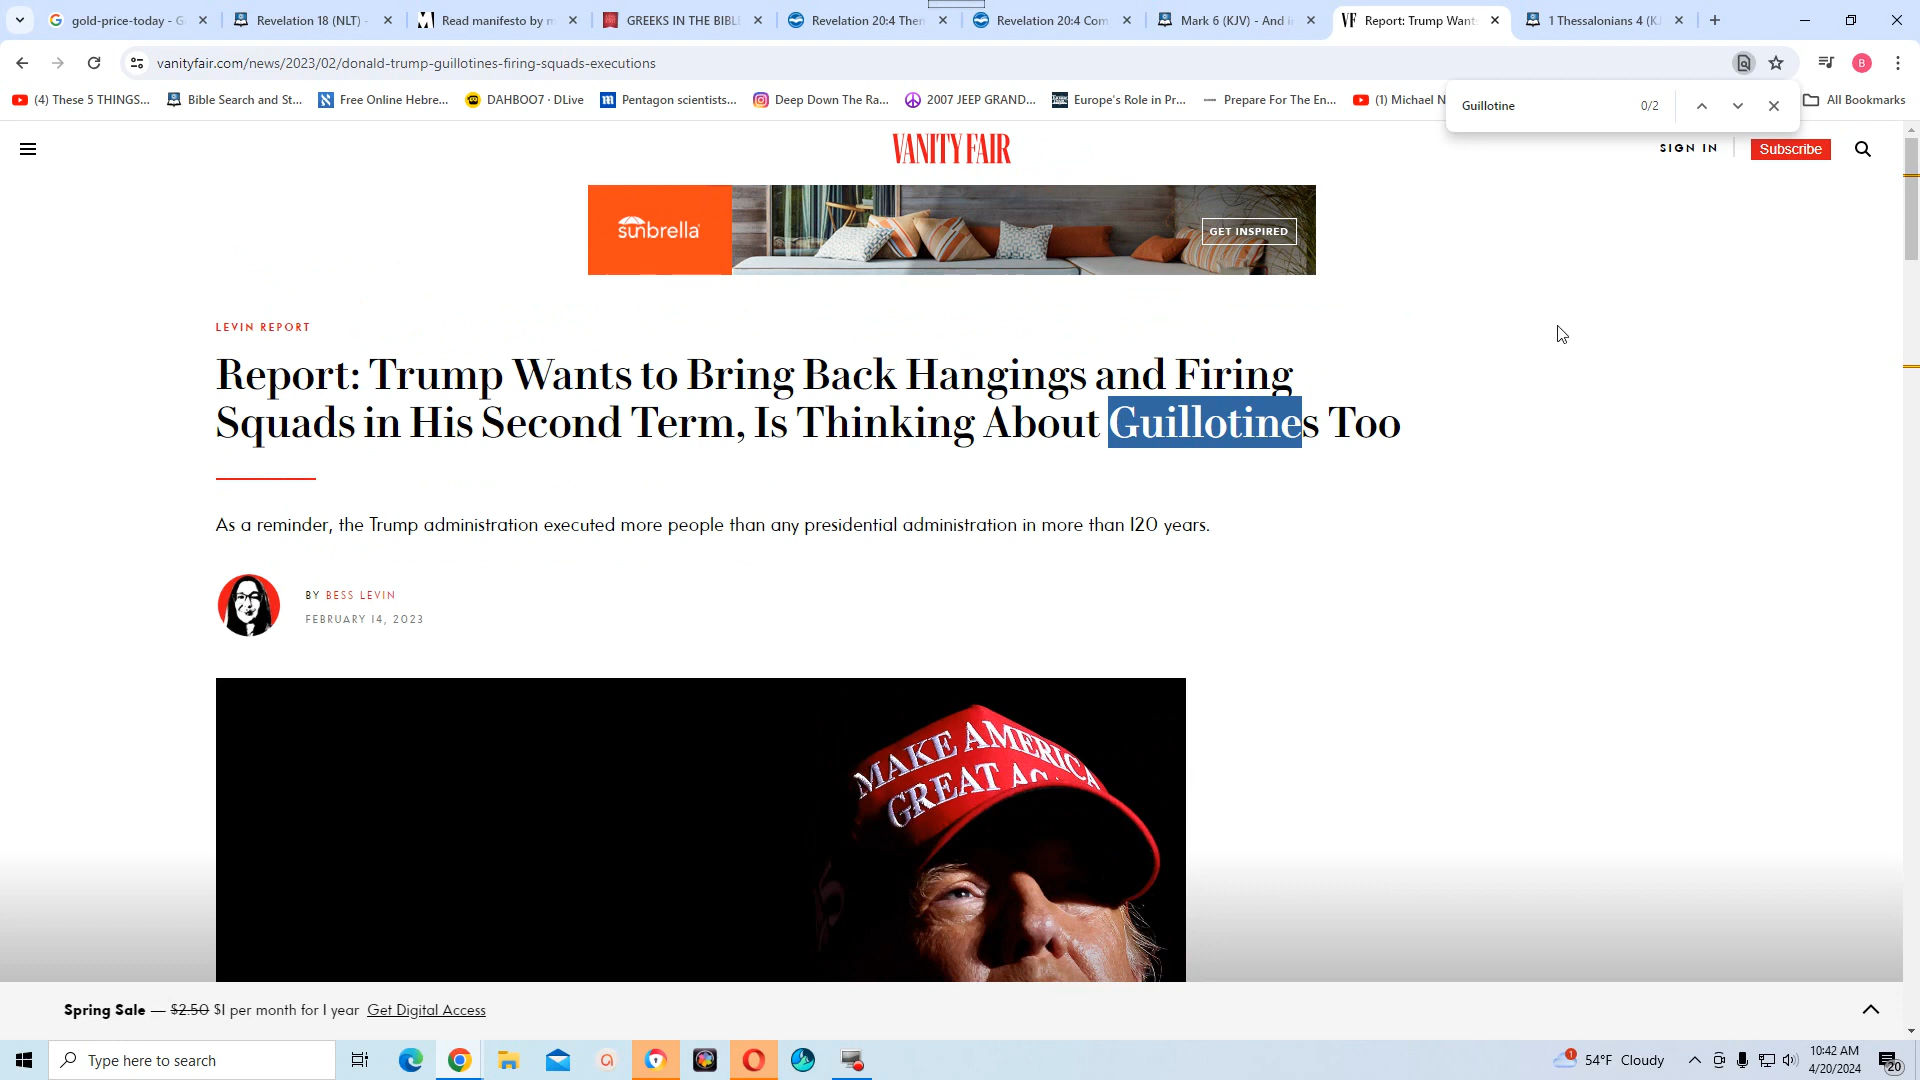 gold-price-today - G
Revelation 18 (NLT) -
Read manifesto by m
GREEKS IN THE BIBL
Revelation 20:4 Then
Revelation 20:4 Com
Mark 6 (KJV) - And i
VF Report: Trump Want
1 Thessalonians 4 (K
vanityfair.com/news/2023/02/donald-trump-guillotines-firing-squads-executions
B
(4) These 5 THINGS...
Bible Search and St...
Free Online Hebre...
DAHBOO7 · DLive
Pentagon scientists...
Deep Down The Ra...
2007 JEEP GRAND...
Europe's Role in Pr...
Prepare For The En...
(1) Michael N
All Bookmarks
Guillotine 0/2
VANITY FAIR
SIGN IN
Subscribe
sunbrella
GET INSPIRED
LEVIN REPORT
Report: Trump Wants to Bring Back Hangings and Firing
Squads in His Second Term, Is Thinking About Guillotines Too
As a reminder, the Trump administration executed more people than any presidential administration in more than 120 years.
BY BESS LEVIN
FEBRUARY 14, 2023
MAKE AMERICA
GREAT AG
Spring Sale — $2.50 $1 per month for 1 year Get Digital Access
Type here to search
1
54°F Cloudy
10:42 AM
4/20/2024
20